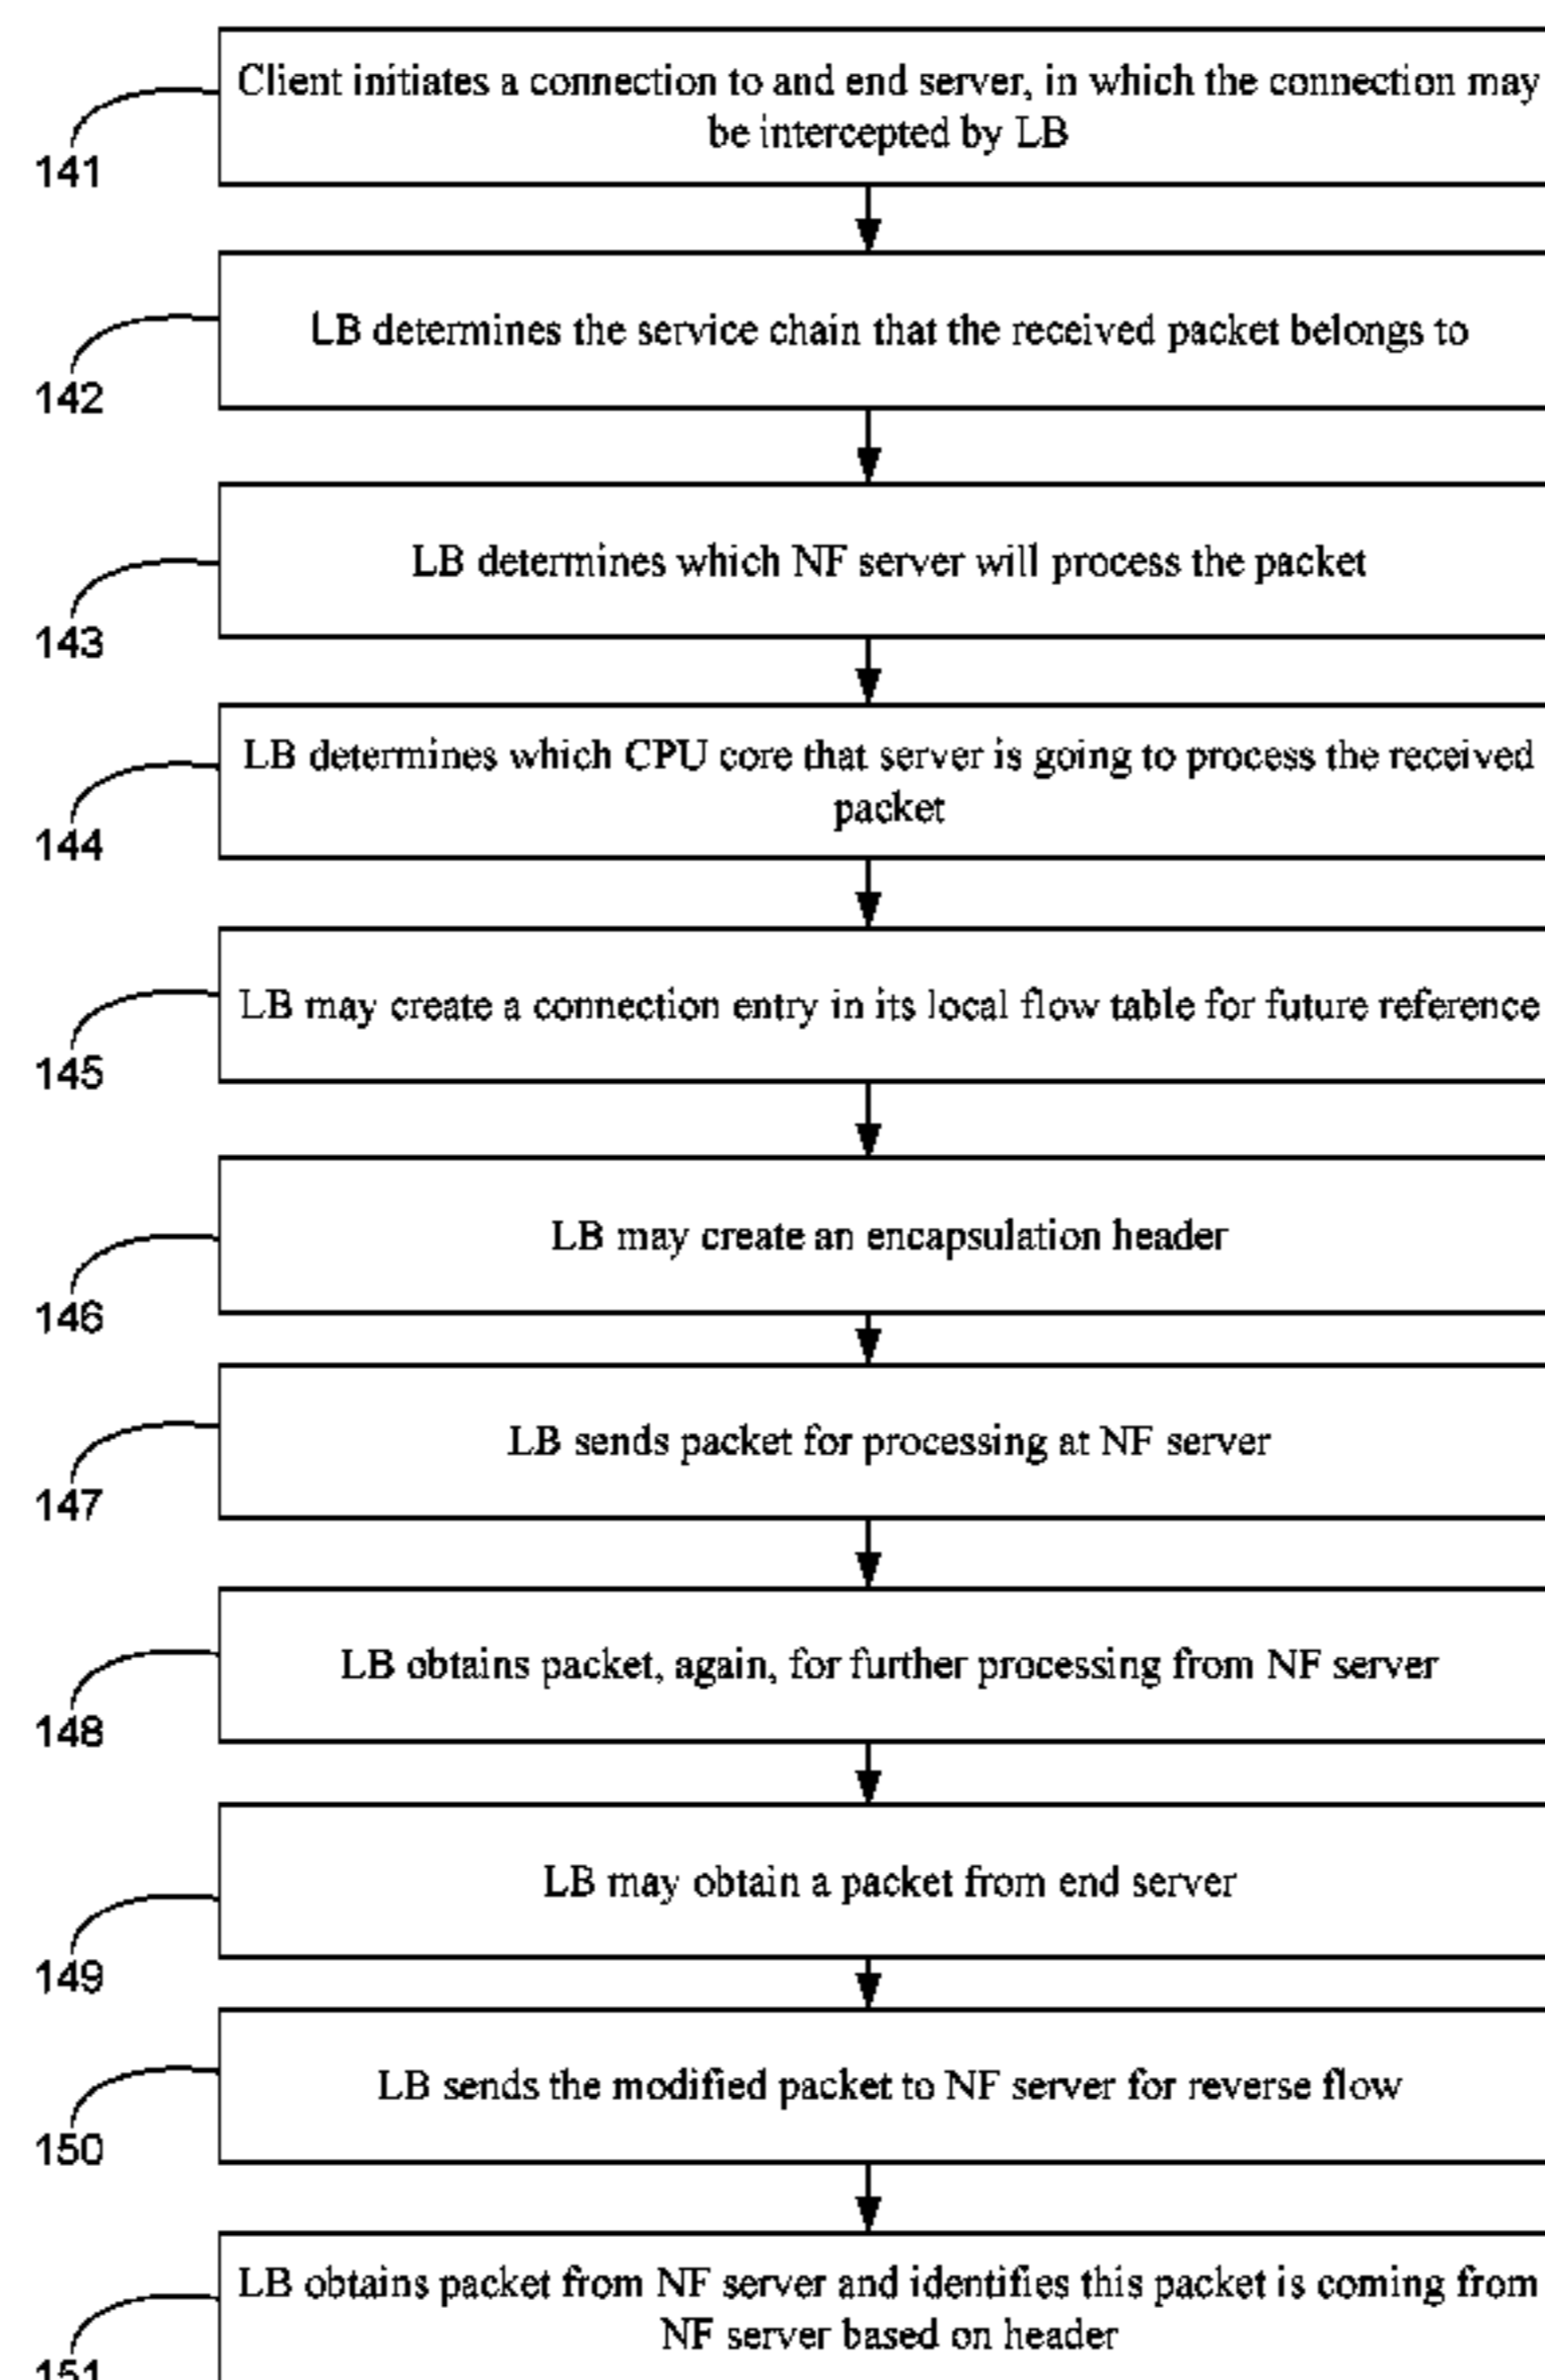 Client initiates a connection to and end server, in which the connection may
be intercepted by LB
141
LB determines the service chain that the received packet belongs to
142
LB determines which NF server will process the packet
143
LB determines which CPU core that server is going to process the received
packet
144
LB may create a connection entry in its local flow table for future reference
145
LB may create an encapsulation header
146
LB sends packet for processing at NF server
147
LB obtains packet, again, for further processing from NF server
148
LB may obtain a packet from end server
149
LB sends the modified packet to NF server for reverse flow
150
LB obtains packet from NF server and identifies this packet is coming from
NF server based on header
151